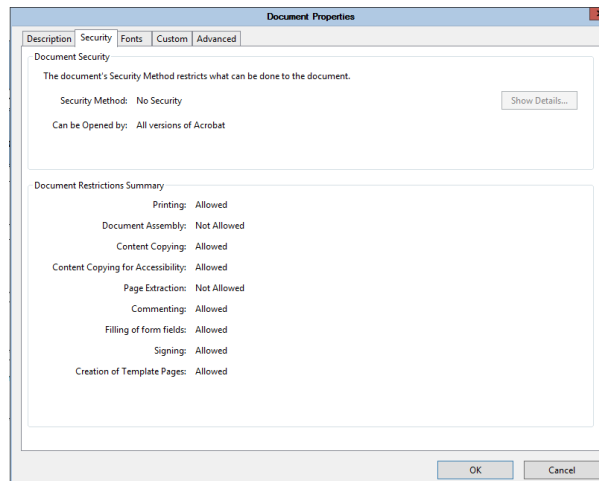 Document Properties
Description Security Fonts Custom Advanced
Document Security
The document's Security Method restricts what can be done to the document.
Security Method: No Security
Show Details...
Can be Opened by: All versions of Acrobat
Document Restrictions Summary
Printing: Allowed
Document Assembly: Not Allowed
Content Copying: Allowed
Content Copying for Accessibility: Allowed
Page Extraction: Not Allowed
Commenting: Allowed
Filling of form fields: Allowed
Signing: Allowed
Creation of Template Pages: Allowed
OK Cancel